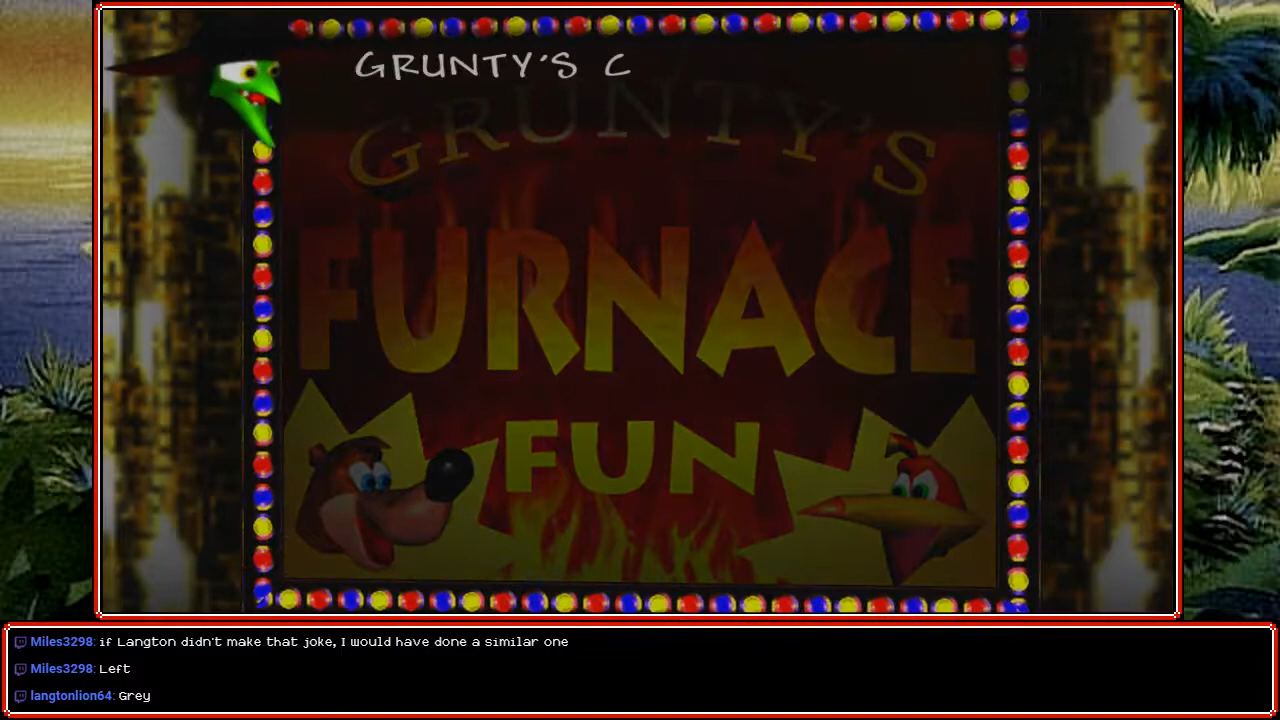 GRUNTY'S C
GRUNTY'S
FURNACE
FUN
Miles3298: if Langton didn't make that joke, I would have done a similar one
Miles3298: Left
langtonlion64: Grey